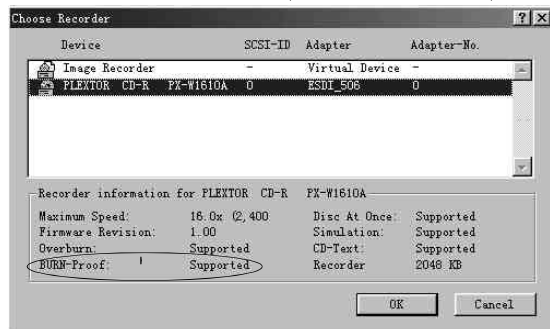 Choose Recorder
Device SCSI-ID Adapter Adapter-No.
Image Recorder - Virtual Device -
PLEXTOR CD-R PX-W1610A 0 ESDI_506 0
Recorder information for PLEXTOR CD-R PX-W1610A
Maximum Speed: 16.0x (2,400 Disc At Once: Supported
Firmware Revision: 1.00 Simulation: Supported
Overburn: Supported CD-Text: Supported
BURN-Proof: Supported Recorder 2048 KB
OK Cancel